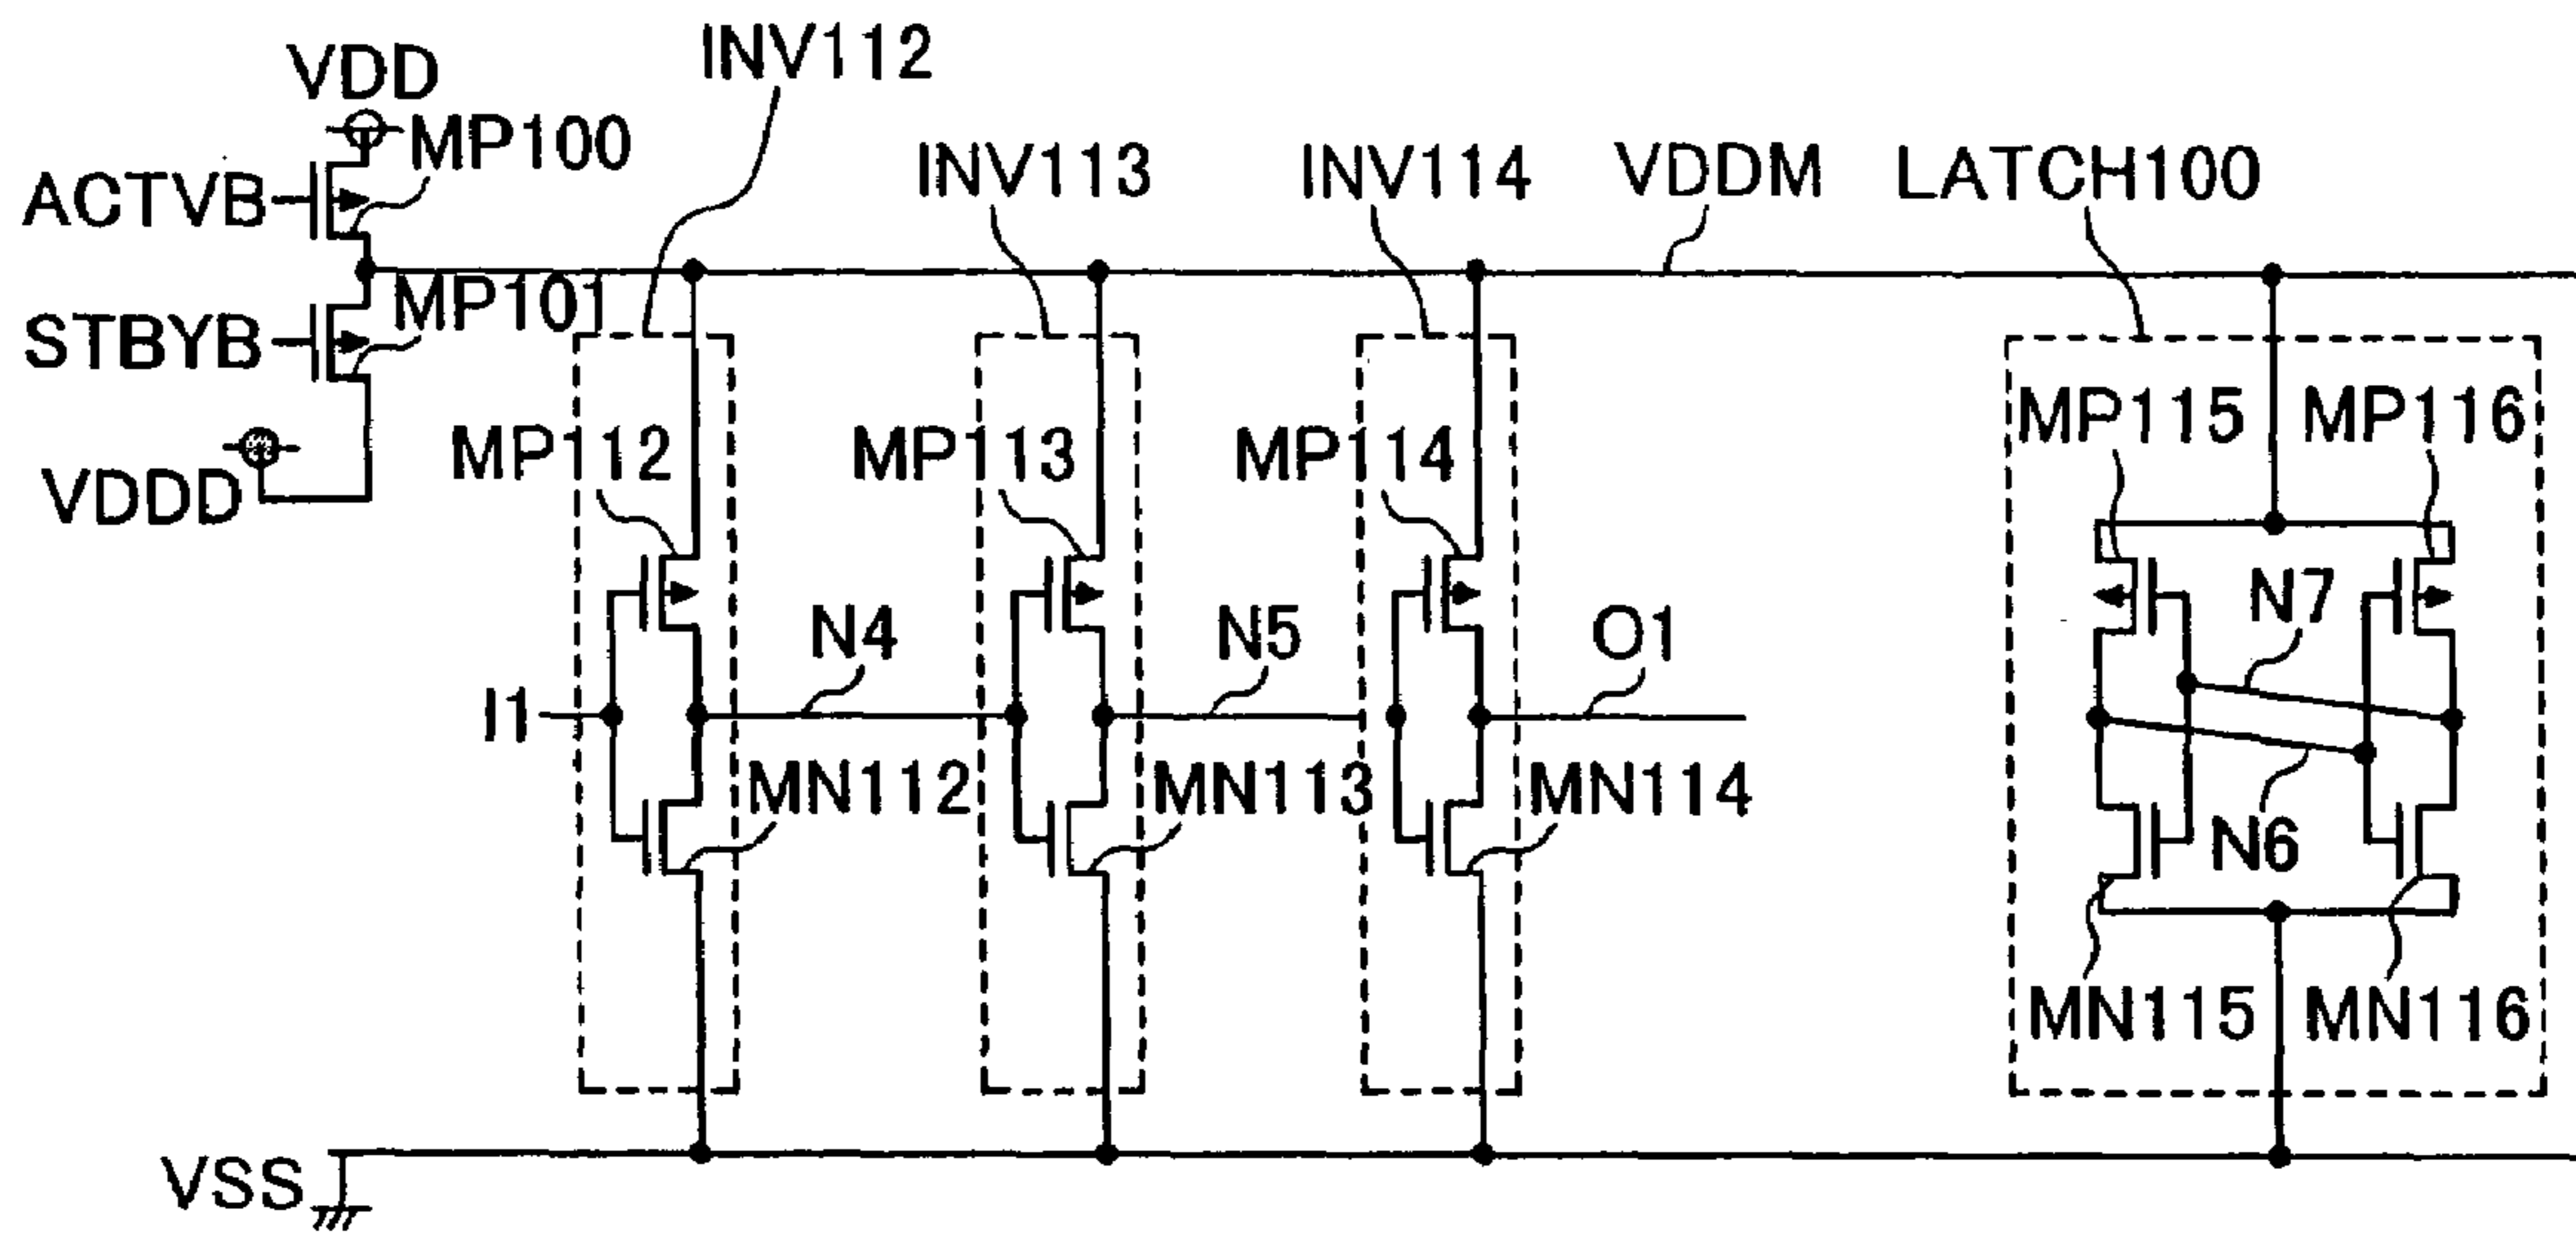 INV112
VDD
MP100
INV113
INV114
VDDM
LATCH100
ACTVB
MP101
STBYB
MP115
MP116
MP112
MP113
MP114
VDDD
N7
N4
N5
O1
I1
MN112
MN113
MN114
N6
MN115
MN116
VSS